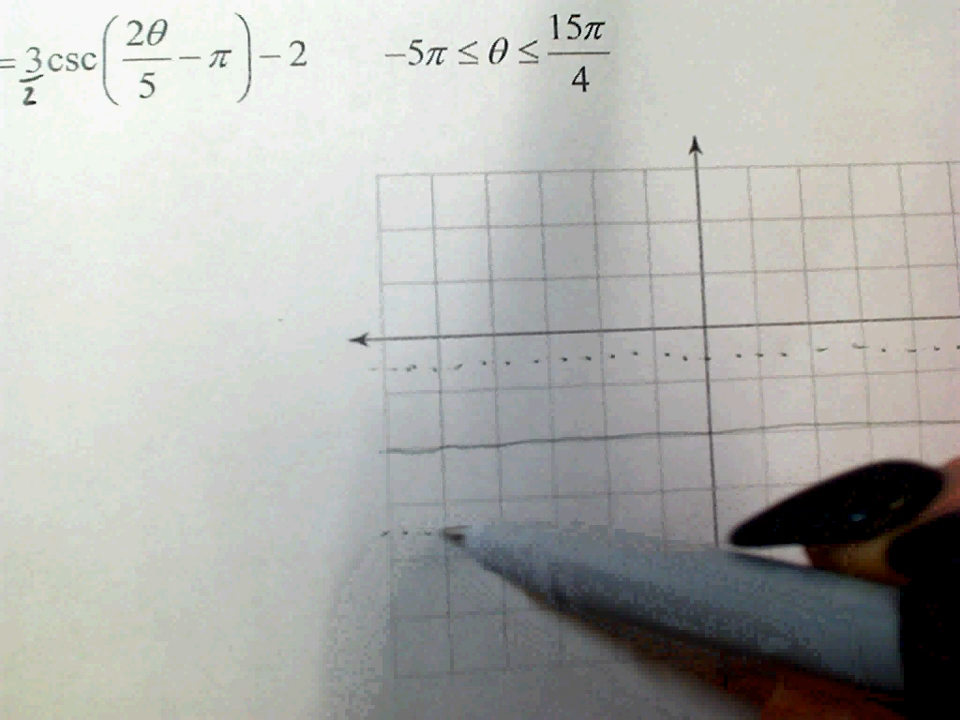 = 3/2 csc(2θ/5 − π) − 2   −5π ≤ θ ≤ 15π/4